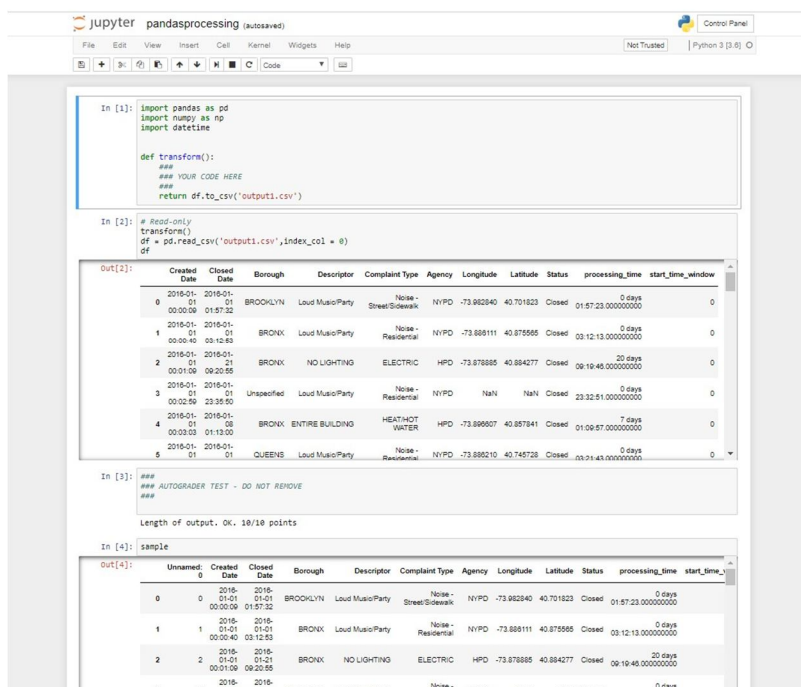 jupyter pandasprocessing (autosaved)
Control Panel
File Edit View Insert Cell Kernel Widgets Help
Not Trusted
Python 3 [3.6]
Code
In [1]: import pandas as pd
import numpy as np
import datetime
def transform():
###
### YOUR CODE HERE
###
return df.to_csv('output1.csv')
In [2]: # Read-only
transform()
df = pd.read_csv('output1.csv',index_col = 0)
df
Out[2]:
Created Date Closed Date Borough Descriptor Complaint Type Agency Longitude Latitude Status processing_time start_time_window
0 2016-01-01 00:00:09 2016-01-01 01:57:32 BROOKLYN Loud Music/Party Noise - Street/Sidewalk NYPD -73.982840 40.701823 Closed 0 days 01:57:23.000000000 0
1 2016-01-01 00:00:40 2016-01-01 03:12:53 BRONX Loud Music/Party Noise - Residential NYPD -73.886111 40.875565 Closed 0 days 03:12:13.000000000 0
2 2016-01-01 00:01:09 2016-01-21 09:20:55 BRONX NO LIGHTING ELECTRIC HPD -73.878885 40.884277 Closed 20 days 09:19:46.000000000 0
3 2016-01-01 00:02:59 2016-01-01 23:35:50 Unspecified Loud Music/Party Noise - Residential NYPD NaN NaN Closed 0 days 23:32:51.000000000 0
4 2016-01-01 00:03:03 2016-01-08 01:13:00 BRONX ENTIRE BUILDING HEAT/HOT WATER HPD -73.896607 40.857841 Closed 7 days 01:09:57.000000000 0
5 2016-01-01 2016-01-01 QUEENS Loud Music/Party Noise - Residential NYPD -73.886210 40.745728 Closed 0 days 03:21:43.000000000 0
In [3]: ###
### AUTOGRADER TEST - DO NOT REMOVE
###
Length of output. OK. 10/10 points
In [4]: sample
Out[4]:
Unnamed: 0 Created Date Closed Date Borough Descriptor Complaint Type Agency Longitude Latitude Status processing_time start_time_
0 0 2016-01-01 00:00:09 2016-01-01 01:57:32 BROOKLYN Loud Music/Party Noise - Street/Sidewalk NYPD -73.982840 40.701823 Closed 0 days 01:57:23.000000000
1 1 2016-01-01 00:00:40 2016-01-01 03:12:53 BRONX Loud Music/Party Noise - Residential NYPD -73.886111 40.875565 Closed 0 days 03:12:13.000000000
2 2 2016-01-01 00:01:09 2016-01-21 09:20:55 BRONX NO LIGHTING ELECTRIC HPD -73.878885 40.884277 Closed 20 days 09:19:46.000000000
2016- 2016- Noise - 0 days